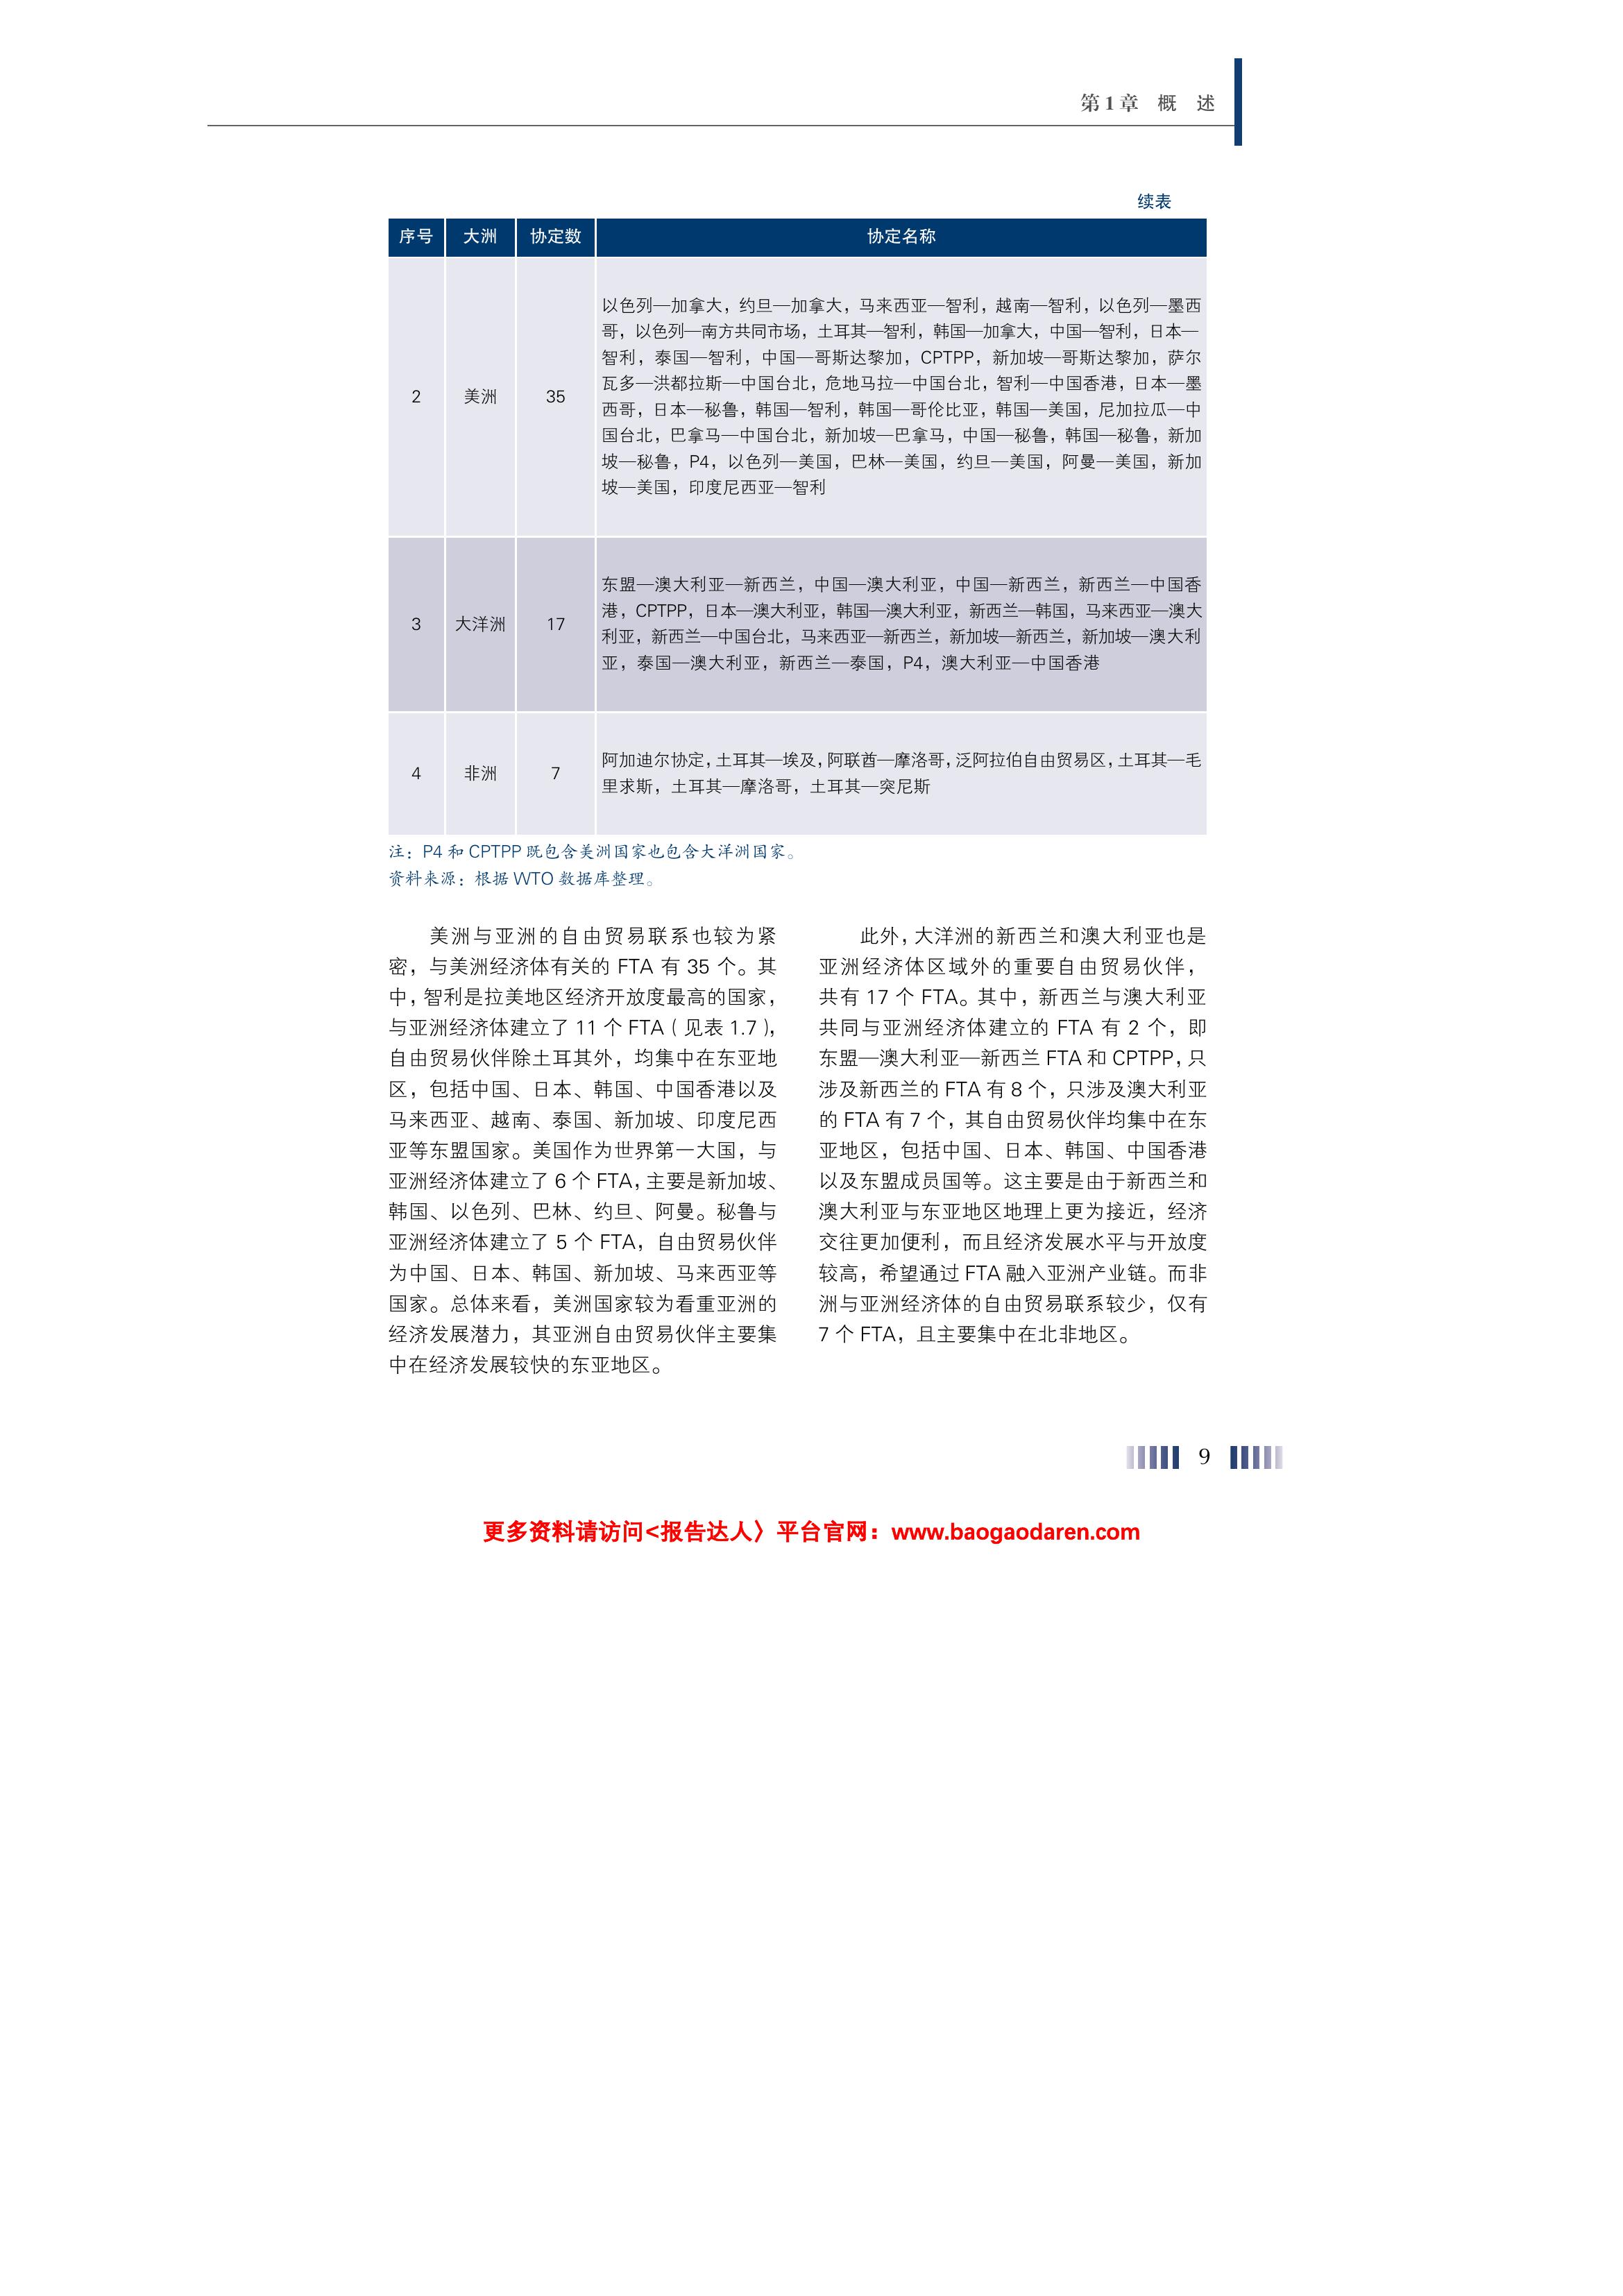 第1章 概 述
续表
序号 大洲 协定数 协定名称
2 美洲 35
以色列—加拿大，约旦—加拿大，马来西亚—智利，越南—智利，以色列—墨西
哥，以色列—南方共同市场，土耳其—智利，韩国—加拿大，中国—智利，日本—
智利，泰国—智利，中国—哥斯达黎加，CPTPP，新加坡—哥斯达黎加，萨尔
瓦多—洪都拉斯—中国台北，危地马拉—中国台北，智利—中国香港，日本—墨
西哥，日本—秘鲁，韩国—智利，韩国—哥伦比亚，韩国—美国，尼加拉瓜—中
国台北，巴拿马—中国台北，新加坡—巴拿马，中国—秘鲁，韩国—秘鲁，新加
坡—秘鲁，P4，以色列—美国，巴林—美国，约旦—美国，阿曼—美国，新加
坡—美国，印度尼西亚—智利
3 大洋洲 17
东盟—澳大利亚—新西兰，中国—澳大利亚，中国—新西兰，新西兰—中国香
港，CPTPP，日本—澳大利亚，韩国—澳大利亚，新西兰—韩国，马来西亚—澳大
利亚，新西兰—中国台北，马来西亚—新西兰，新加坡—新西兰，新加坡—澳大利
亚，泰国—澳大利亚，新西兰—泰国，P4，澳大利亚—中国香港
4 非洲 7
阿加迪尔协定，土耳其—埃及，阿联酋—摩洛哥，泛阿拉伯自由贸易区，土耳其—毛
里求斯，土耳其—摩洛哥，土耳其—突尼斯
注：P4 和 CPTPP 既包含美洲国家也包含大洋洲国家。
资料来源：根据 WTO 数据库整理。
美洲与亚洲的自由贸易联系也较为紧
密，与美洲经济体有关的 FTA 有 35 个。其
中，智利是拉美地区经济开放度最高的国家，
与亚洲经济体建立了 11 个 FTA（见表 1.7），
自由贸易伙伴除土耳其外，均集中在东亚地
区，包括中国、日本、韩国、中国香港以及
马来西亚、越南、泰国、新加坡、印度尼西
亚等东盟国家。美国作为世界第一大国，与
亚洲经济体建立了 6 个 FTA，主要是新加坡、
韩国、以色列、巴林、约旦、阿曼。秘鲁与
亚洲经济体建立了 5 个 FTA，自由贸易伙伴
为中国、日本、韩国、新加坡、马来西亚等
国家。总体来看，美洲国家较为看重亚洲的
经济发展潜力，其亚洲自由贸易伙伴主要集
中在经济发展较快的东亚地区。
此外，大洋洲的新西兰和澳大利亚也是
亚洲经济体区域外的重要自由贸易伙伴，
共有 17 个 FTA。其中，新西兰与澳大利亚
共同与亚洲经济体建立的 FTA 有 2 个，即
东盟—澳大利亚—新西兰 FTA 和 CPTPP，只
涉及新西兰的 FTA 有 8 个，只涉及澳大利亚
的 FTA 有 7 个，其自由贸易伙伴均集中在东
亚地区，包括中国、日本、韩国、中国香港
以及东盟成员国等。这主要是由于新西兰和
澳大利亚与东亚地区地理上更为接近，经济
交往更加便利，而且经济发展水平与开放度
较高，希望通过 FTA 融入亚洲产业链。而非
洲与亚洲经济体的自由贸易联系较少，仅有
7 个 FTA，且主要集中在北非地区。
9
更多资料请访问<报告达人〉平台官网：www.baogaodaren.com